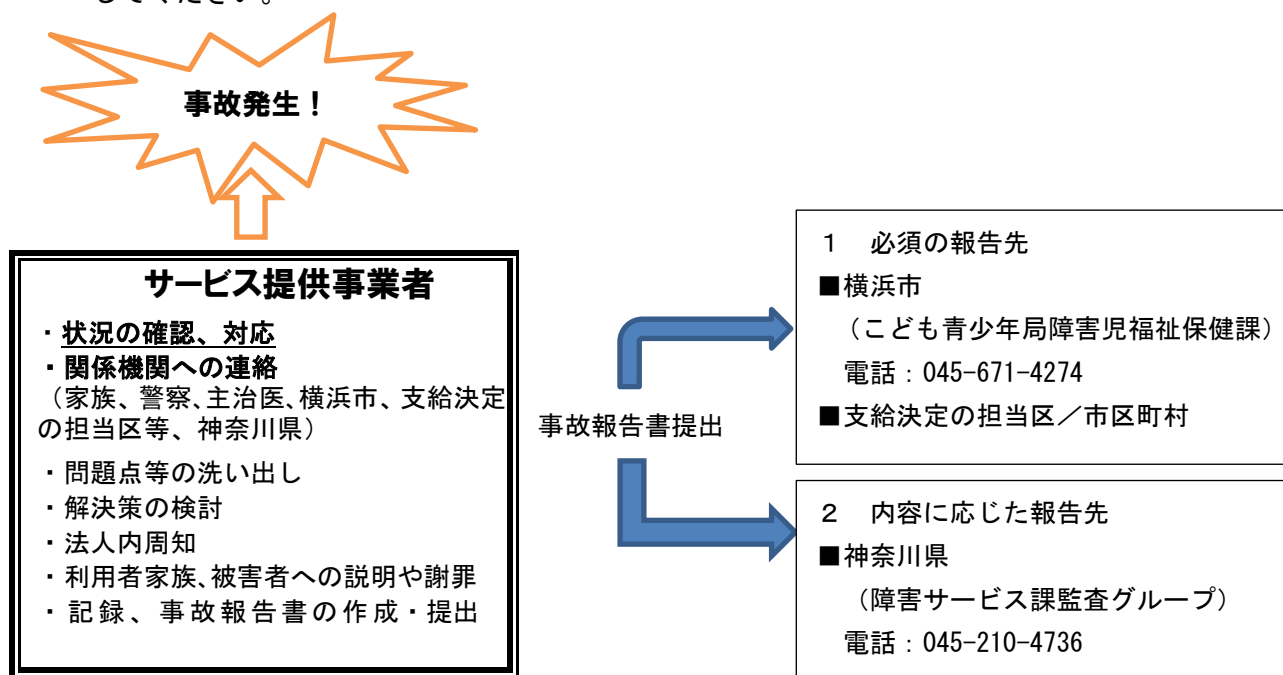 してください。
事故発生！
サービス提供事業者
・状況の確認、対応
・関係機関への連絡
（家族、警察、主治医、横浜市、支給決定
の担当区等、神奈川県）
・問題点等の洗い出し
・解決策の検討
・法人内周知
・利用者家族、被害者への説明や謝罪
・記録、事故報告書の作成・提出
事故報告書提出
１　必須の報告先
■横浜市
（こども青少年局障害児福祉保健課）
電話：045-671-4274
■支給決定の担当区／市区町村
２　内容に応じた報告先
■神奈川県
（障害サービス課監査グループ）
電話：045-210-4736